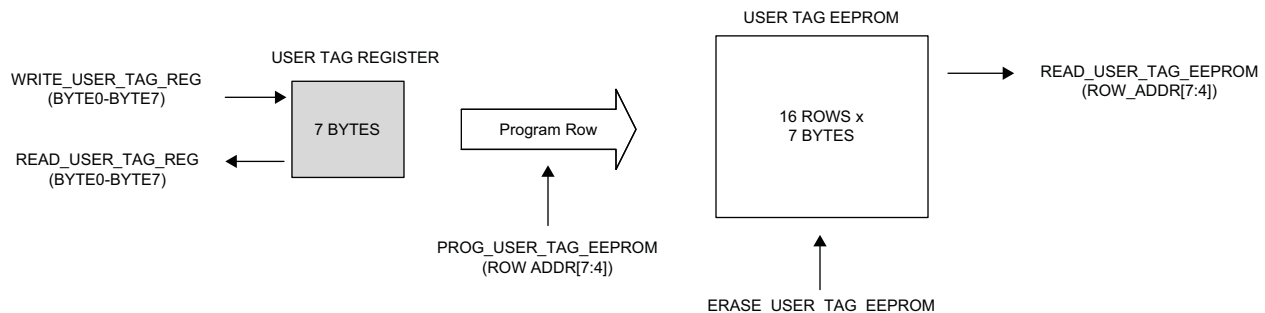 USER TAG EEPROM
USER TAG REGISTER
WRITE_USER_TAG_REG
(BYTE0-BYTE7)
READ_USER_TAG_EEPROM
(ROW_ADDR[7:4])
7 BYTES
Program Row
16 ROWS x
7 BYTES
READ_USER_TAG_REG
(BYTE0-BYTE7)
PROG_USER_TAG_EEPROM
(ROW ADDR[7:4])
ERASE_USER_TAG_EEPROM